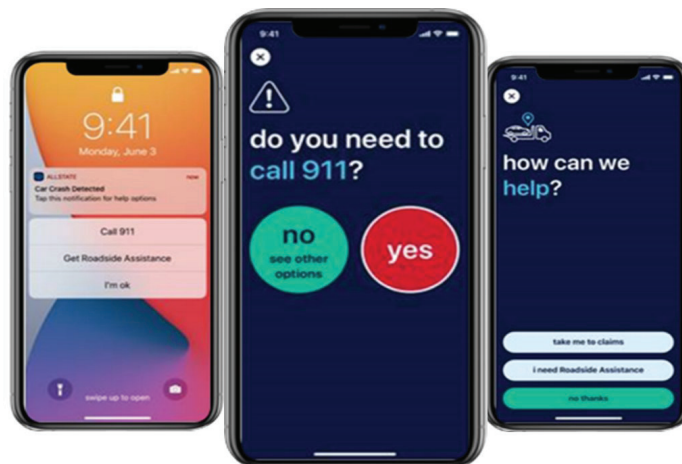 9:41
Monday, June 3
ALLSTATE now
Car Crash Detected
Tap this notification for help options
Call 911
Get Roadside Assistance
I'm ok
swipe up to open
9:41
do you need to
call 911?
no
see other
options
yes
9:41
how can we
help?
take me to claims
i need Roadside Assistance
no thanks